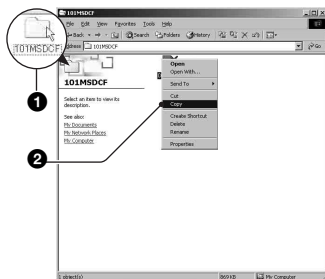 101MSDCF
File Edit View Favorites Tools Help
Back Search Folders History Go
Address 101MSDCF
101MSDCF
101MSDCF
Select an item to view its
description.
See also:
My Documents
My Network Places
My Computer
Open
Open With...
Send To
Cut
Copy
Create Shortcut
Delete
Rename
Properties
1
2
1 object(s) 869 KB My Computer